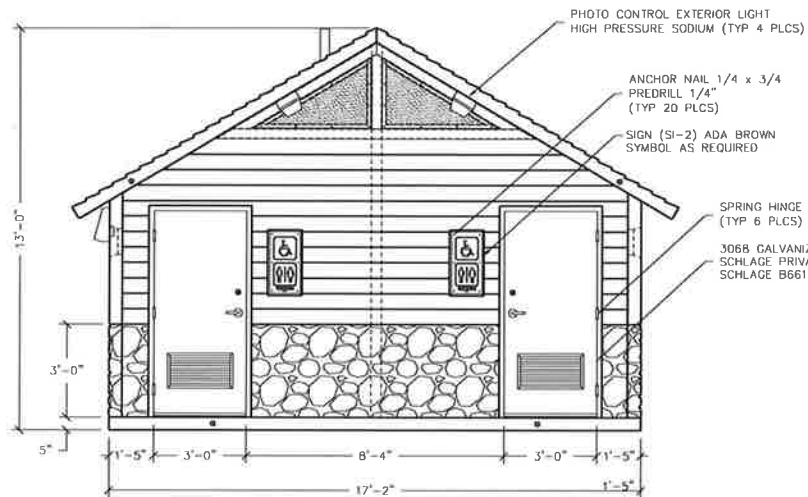 PHOTO CONTROL EXTERIOR LIGHT
HIGH PRESSURE SODIUM (TYP 4 PLCS)
ANCHOR NAIL 1/4 x 3/4
PREDRILL 1/4"
(TYP 20 PLCS)
SIGN (SI-2) ADA BROWN
SYMBOL AS REQUIRED
SPRING HINGE
(TYP 6 PLCS)
3068 GALVANIZ
SCHLAGE PRIVA
SCHLAGE B661
13'-0"
3'-0"
5"
1'-5"
3'-0"
8'-4"
3'-0"
1'-5"
17'-2"
1'-5"